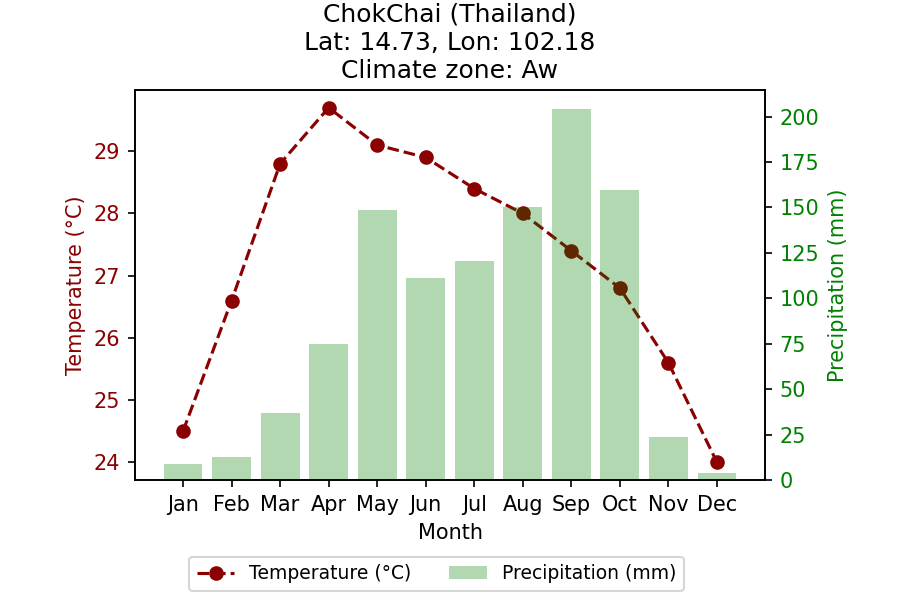 ChokChai (Thailand)
Lat: 14.73, Lon: 102.18
Climate zone: Aw
Temperature (°C)
29
28
27
26
25
24
200
175
150
125
100
75
50
25
0
Precipitation (mm)
Jan Feb Mar Apr May Jun Jul Aug Sep Oct Nov Dec
Month
Temperature (°C) Precipitation (mm)